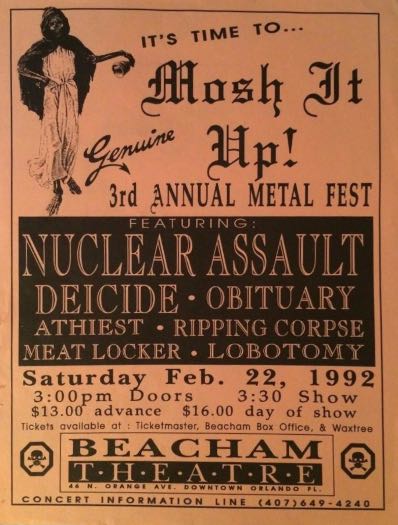 IT'S TIME TO...
Mosh It
Genuine
Up!
3rd ANNUAL METAL FEST
FEATURING:
NUCLEAR ASSAULT
DEICIDE • OBITUARY
ATHIEST • RIPPING CORPSE
MEAT LOCKER • LOBOTOMY
Saturday Feb. 22, 1992
3:00pm Doors 3:30 Show
$13.00 advance $16.00 day of show
Tickets available at : Ticketmaster, Beacham Box Office, & Waxtree
BEACHAM
T•H•E•A•T•R•E
46 N. ORANGE AVE. DOWNTOWN ORLANDO FL.
CONCERT INFORMATION LINE (407)649-4240